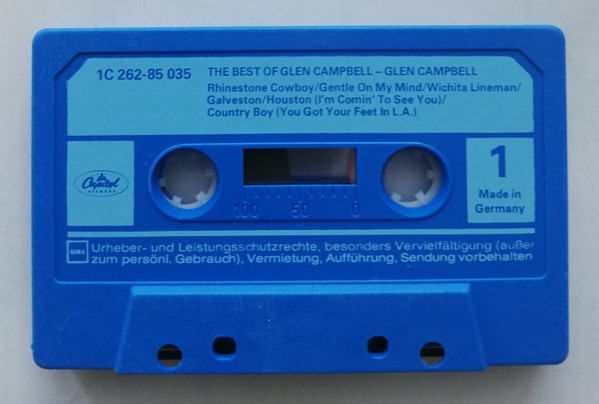 1C 262-85 035 THE BEST OF GLEN CAMPBELL – GLEN CAMPBELL
Rhinestone Cowboy/Gentle On My Mind/Wichita Lineman/
Galveston/Houston (I'm Comin' To See You)/
Country Boy (You Got Your Feet In L.A.)
Capitol
RECORDS
100 50 0
1
Made in
Germany
GEMA
Urheber- und Leistungsschutzrechte, besonders Vervielfältigung (außer
zum persönl. Gebrauch), Vermietung, Aufführung, Sendung vorbehalten